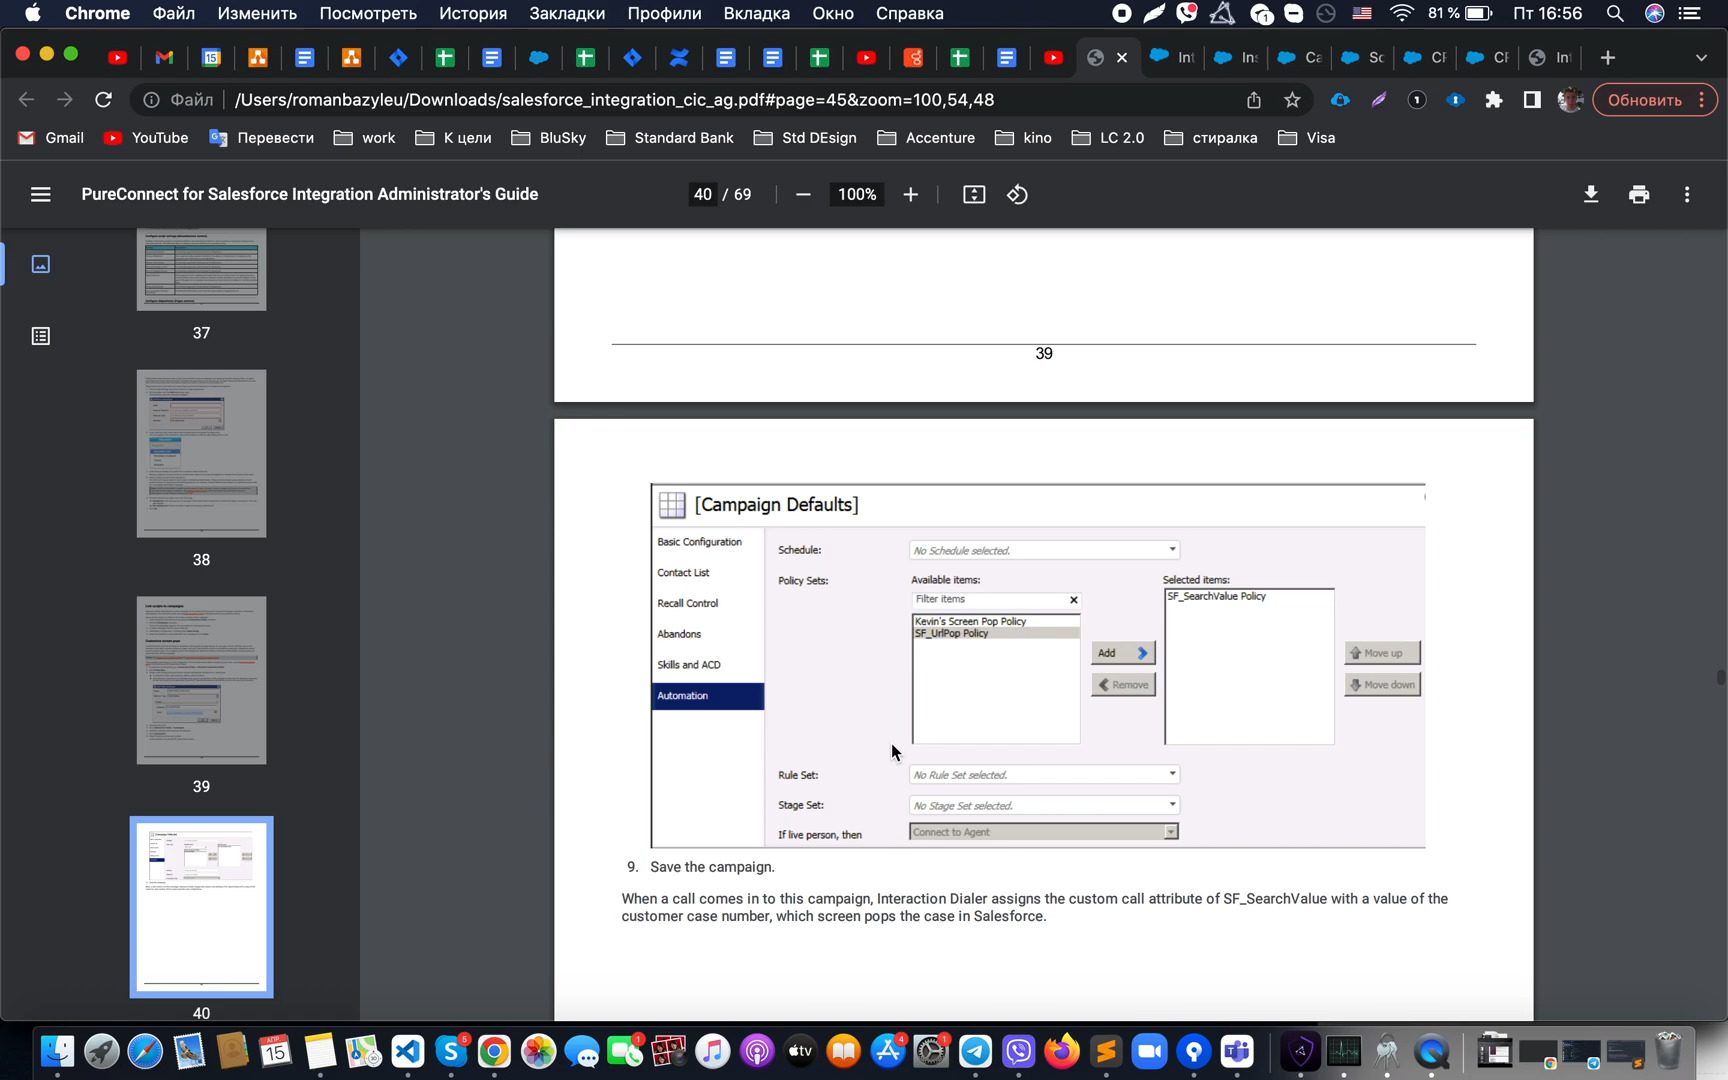 Chrome Файл Изменить Посмотреть История Закладки Профили Вкладка Окно Справка 81 % Пт 16:56
Int Ins Ca Sc CF CF Int
Файл /Users/romanbazyleu/Downloads/salesforce_integration_cic_ag.pdf#page=45&zoom=100,54,48 Обновить
Gmail YouTube Перевести work К цели BluSky Standard Bank Std DEsign Accenture kino LC 2.0 стиралка Visa
PureConnect for Salesforce Integration Administrator's Guide 40 / 69 100%
37
38
39
40
39
[Campaign Defaults]
Basic Configuration
Contact List
Recall Control
Abandons
Skills and ACD
Automation
Schedule: No Schedule selected.
Policy Sets: Available items: Selected items:
Filter items SF_SearchValue Policy
Kevin's Screen Pop Policy
SF_UrlPop Policy
Add Move up
Remove Move down
Rule Set: No Rule Set selected.
Stage Set: No Stage Set selected.
If live person, then Connect to Agent
9. Save the campaign.
When a call comes in to this campaign, Interaction Dialer assigns the custom call attribute of SF_SearchValue with a value of the
customer case number, which screen pops the case in Salesforce.